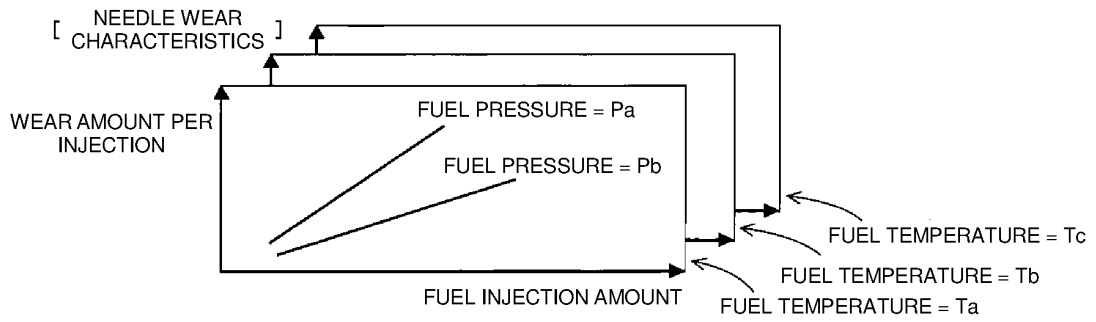 [ NEEDLE WEAR
CHARACTERISTICS ]
WEAR AMOUNT PER
INJECTION
FUEL PRESSURE = Pa
FUEL PRESSURE = Pb
FUEL TEMPERATURE = Tc
FUEL TEMPERATURE = Tb
FUEL INJECTION AMOUNT
FUEL TEMPERATURE = Ta